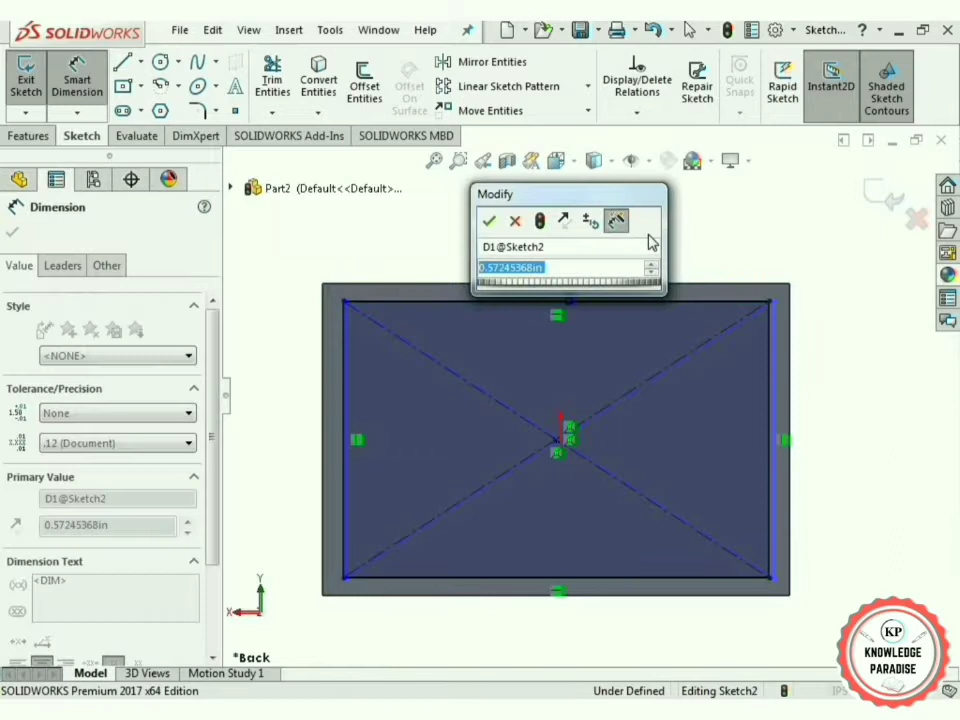 SOLIDWORKS
File Edit View Insert Tools Window Help
Sketch... ?
Exit Sketch
Smart Dimension
Trim Entities
Convert Entities
Offset Entities
Offset On Surface
Mirror Entities
Linear Sketch Pattern
Move Entities
Display/Delete Relations
Repair Sketch
Quick Snaps
Rapid Sketch
Instant2D
Shaded Sketch Contours
Features Sketch Evaluate DimXpert SOLIDWORKS Add-Ins SOLIDWORKS MBD
Part2 (Default<<Default>...
Modify
D1@Sketch2
0.57245368in
Dimension
Value Leaders Other
Style
<NONE>
Tolerance/Precision
None
.12 (Document)
Primary Value
D1@Sketch2
0.57245368in
Dimension Text
<DIM>
Y
X
*Back
Model 3D Views Motion Study 1
SOLIDWORKS Premium 2017 x64 Edition
Under Defined Editing Sketch2 IPS
KP
KNOWLEDGE
PARADISE